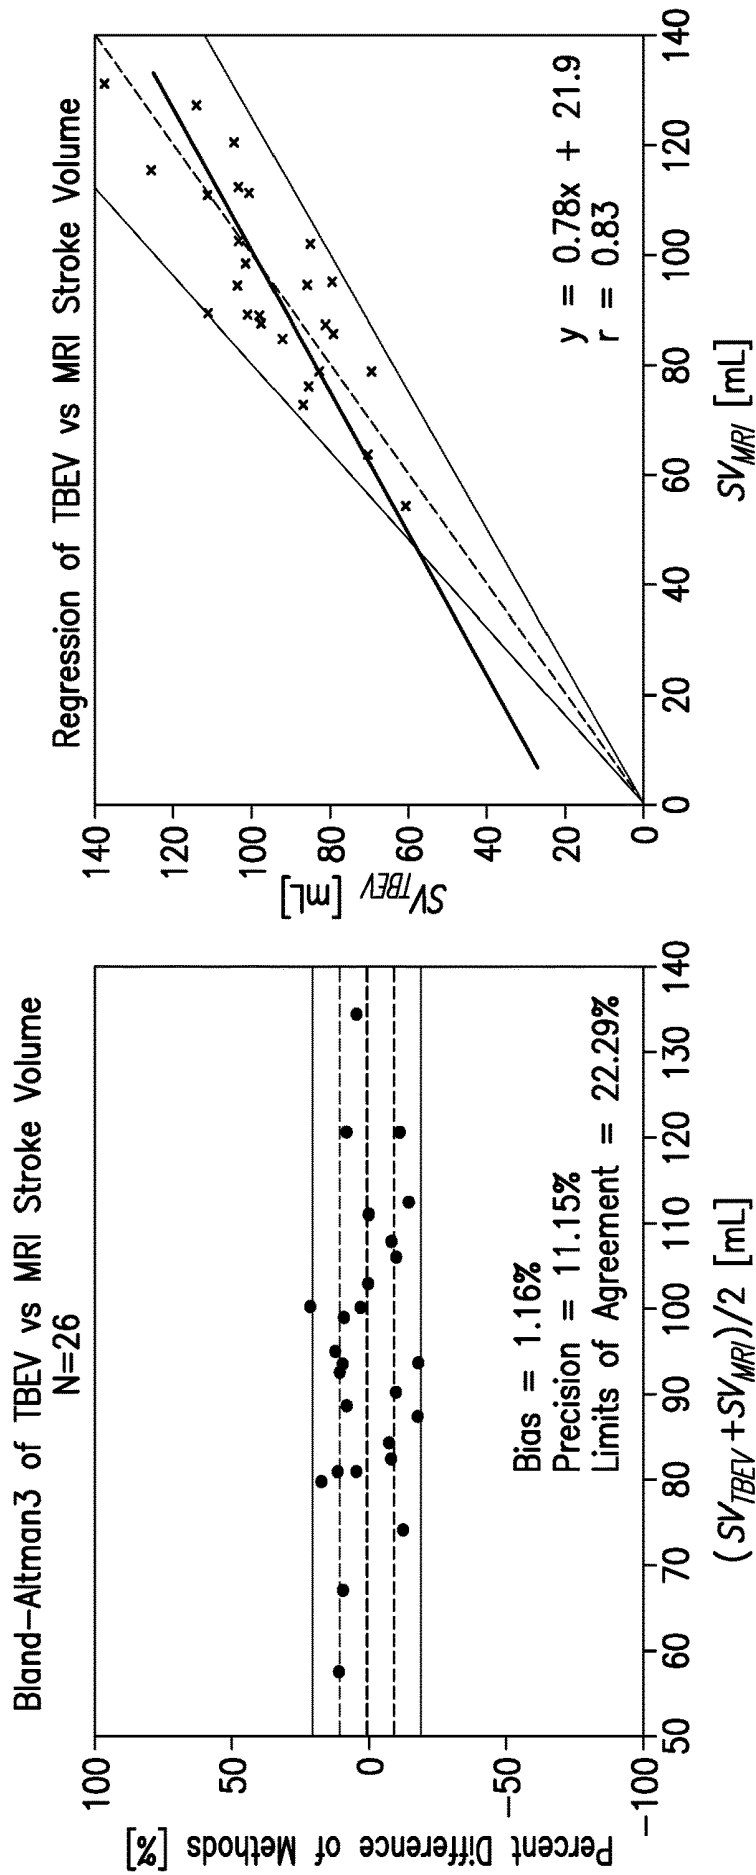 Bland-Altman3 of TBEV vs MRI Stroke Volume
N=26
Percent Difference of Methods [%]
100
50
0
-50
-100
Bias = 1.16%
Precision = 11.15%
Limits of Agreement = 22.29%
50 60 70 80 90 100 110 120 130 140
(SV_TBEV +SV_MRI)/2 [mL]
Regression of TBEV vs MRI Stroke Volume
SV_TBEV [mL]
140
120
100
80
60
40
20
0
y = 0.78x + 21.9
r = 0.83
0 20 40 60 80 100 120 140
SV_MRI [mL]